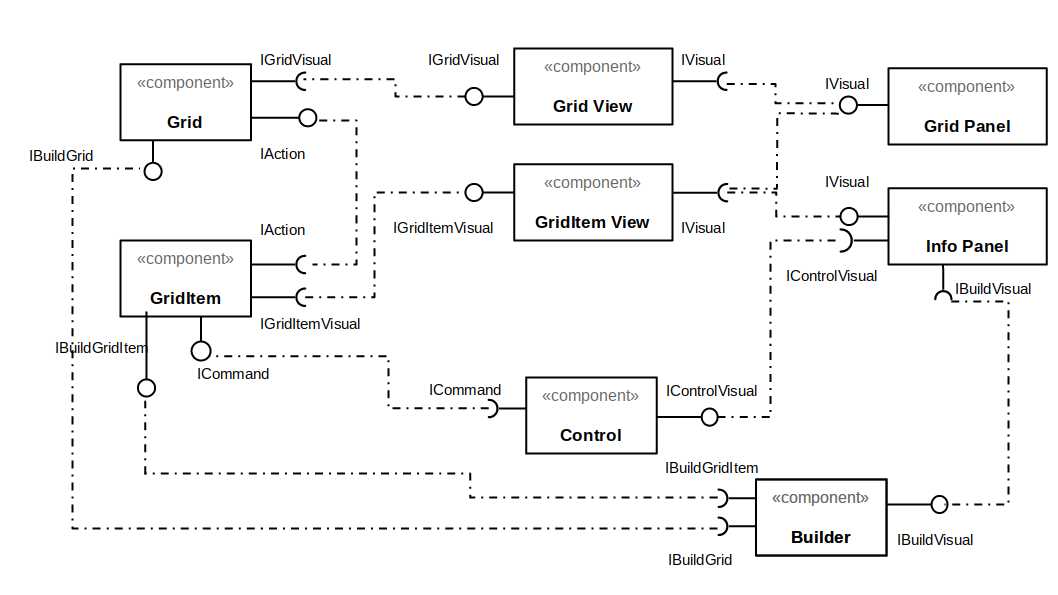 IGridVisual
IGridVisual
IVisual
«component»
Grid
«component»
Grid View
IVisual
«component»
Grid Panel
IAction
IBuildGrid
IAction
IGridItemVisual
«component»
GridItem View
IVisual
IVisual
«component»
Info Panel
«component»
GridItem
IControlVisual
IBuildVisual
IGridItemVisual
IBuildGridItem
ICommand
ICommand
«component»
Control
IControlVisual
IBuildGridItem
«component»
Builder
IBuildVisual
IBuildGrid